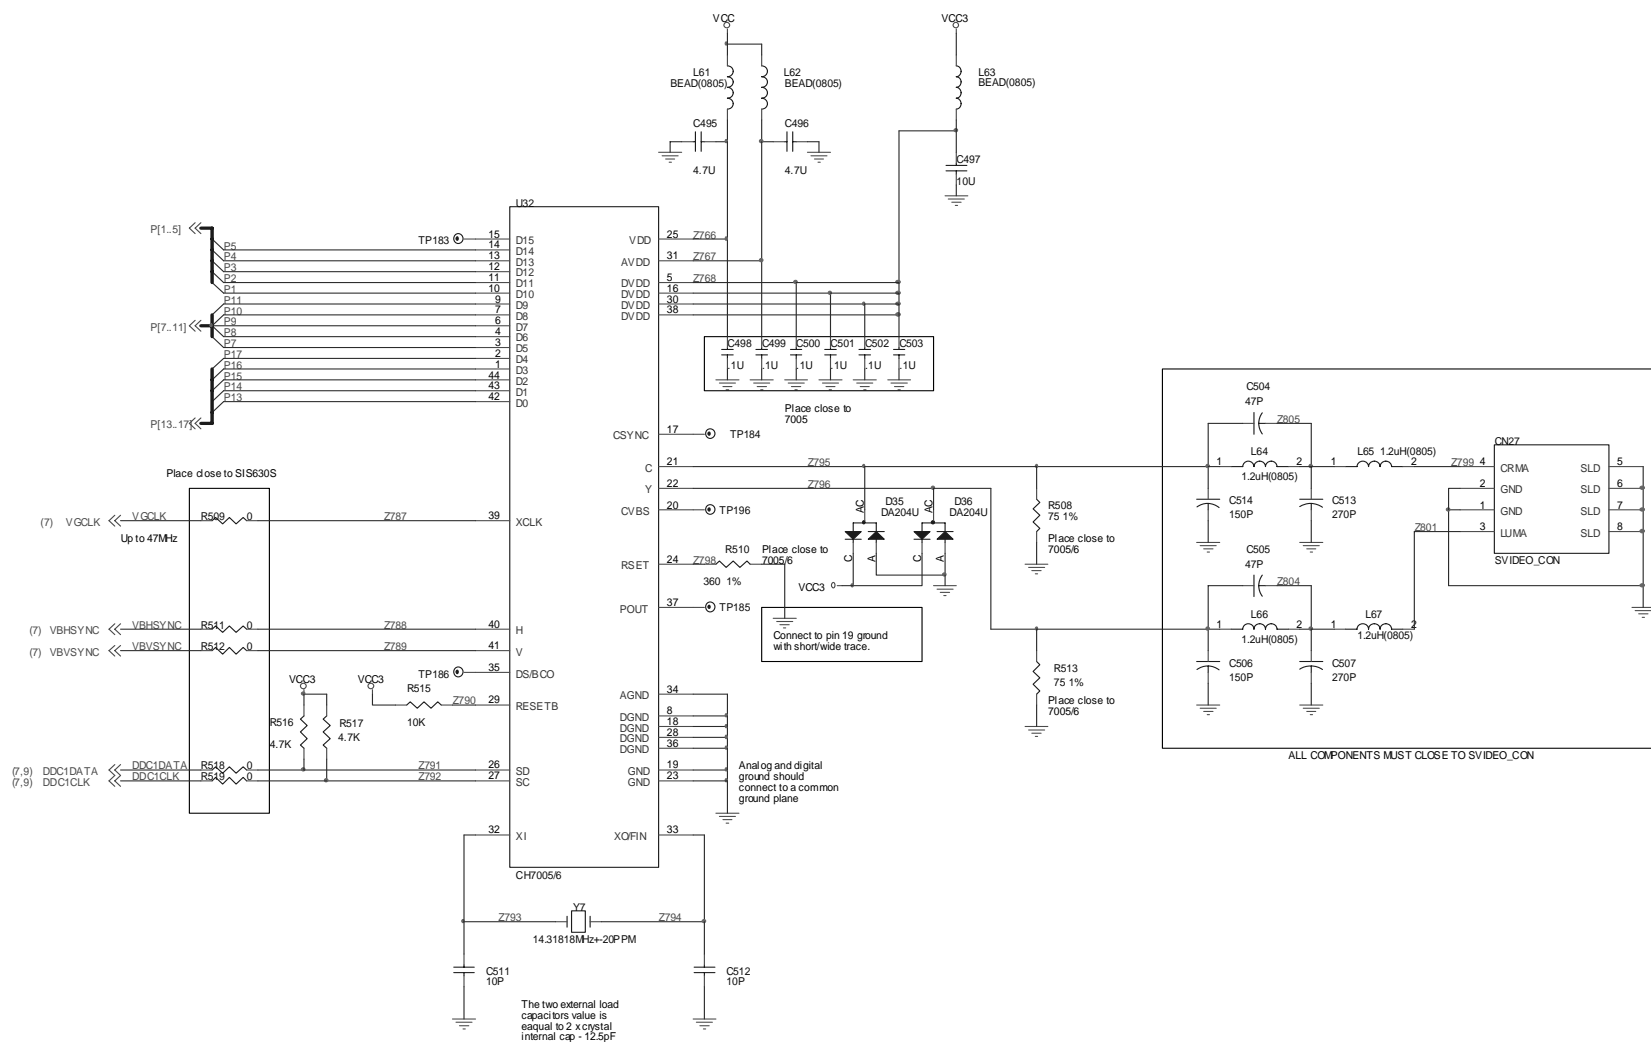 VCC
VCC3
L61
BEAD(0805)
L62
BEAD(0805)
L63
BEAD(0805)
C495
4.7U
C496
4.7U
C497
10U
U32
P[1..5]
P[7..11]
P[13..17]
P5
P4
P3
P2
P1
P11
P10
P9
P8
P7
P17
P16
P15
P14
P13
TP183
15 D15
14 D14
13 D13
12 D12
11 D11
10 D10
9 D9
7 D8
6 D7
4 D6
3 D5
2 D4
1 D3
44 D2
43 D1
42 D0
VDD 25 Z766
AVDD 31 Z767
DVDD 5 Z768
DVDD 16
DVDD 30
DVDD 38
C498 C499 C500 C501 C502 C503
.1U .1U .1U .1U .1U .1U
Place close to
7005
CSYNC 17 TP184
C 21 Z795
Y 22 Z796
CVBS 20 TP196
RSET 24 Z798 R510
360 1%
Place close to
7005/6
POUT 37 TP185
Connect to pin 19 ground
with short/wide trace.
D35
DA204U
D36
DA204U
AC
AC
C
A
C
A
VCC3
R508
75 1%
Place close to
7005/6
R513
75 1%
Place close to
7005/6
C504
47P
Z805
1 L64 2
1.2uH(0805)
1 L65 1.2uH(0805) 2
Z799
C514
150P
C513
270P
C505
47P
Z804
1 L66 2
1.2uH(0805)
1 L67 2
1.2uH(0805)
Z801
C506
150P
C507
270P
CN27
4 CRMA SLD 5
2 GND SLD 6
1 GND SLD 7
3 LUMA SLD 8
SVIDEO_CON
ALL COMPONENTS MUST CLOSE TO SVIDEO_CON
Place close to SIS630S
(7) VGCLK VGCLK R509 0 Z787 39 XCLK
Up to 47MHz
(7) VBHSYNC VBHSYNC R511 0 Z788 40 H
(7) VBVSYNC VBVSYNC R512 0 Z789 41 V
TP186 35 DS/BCO
VCC3
VCC3
R515
10K
Z790 29 RESETB
R516
4.7K
R517
4.7K
(7,9) DDC1DATA DDC1DATA R518 0 Z791 26 SD
(7,9) DDC1CLK DDC1CLK R519 0 Z792 27 SC
AGND 34
DGND 8
DGND 18
DGND 28
DGND 36
GND 19
GND 23
Analog and digital
ground should
connect to a common
ground plane
32 XI
XO/FIN 33
CH7005/6
Z793 Y7 Z794
14.31818MHz+-20PPM
C511
10P
C512
10P
The two external load
capacitors value is
eaqual to 2 x crystal
internal cap - 12.5pF